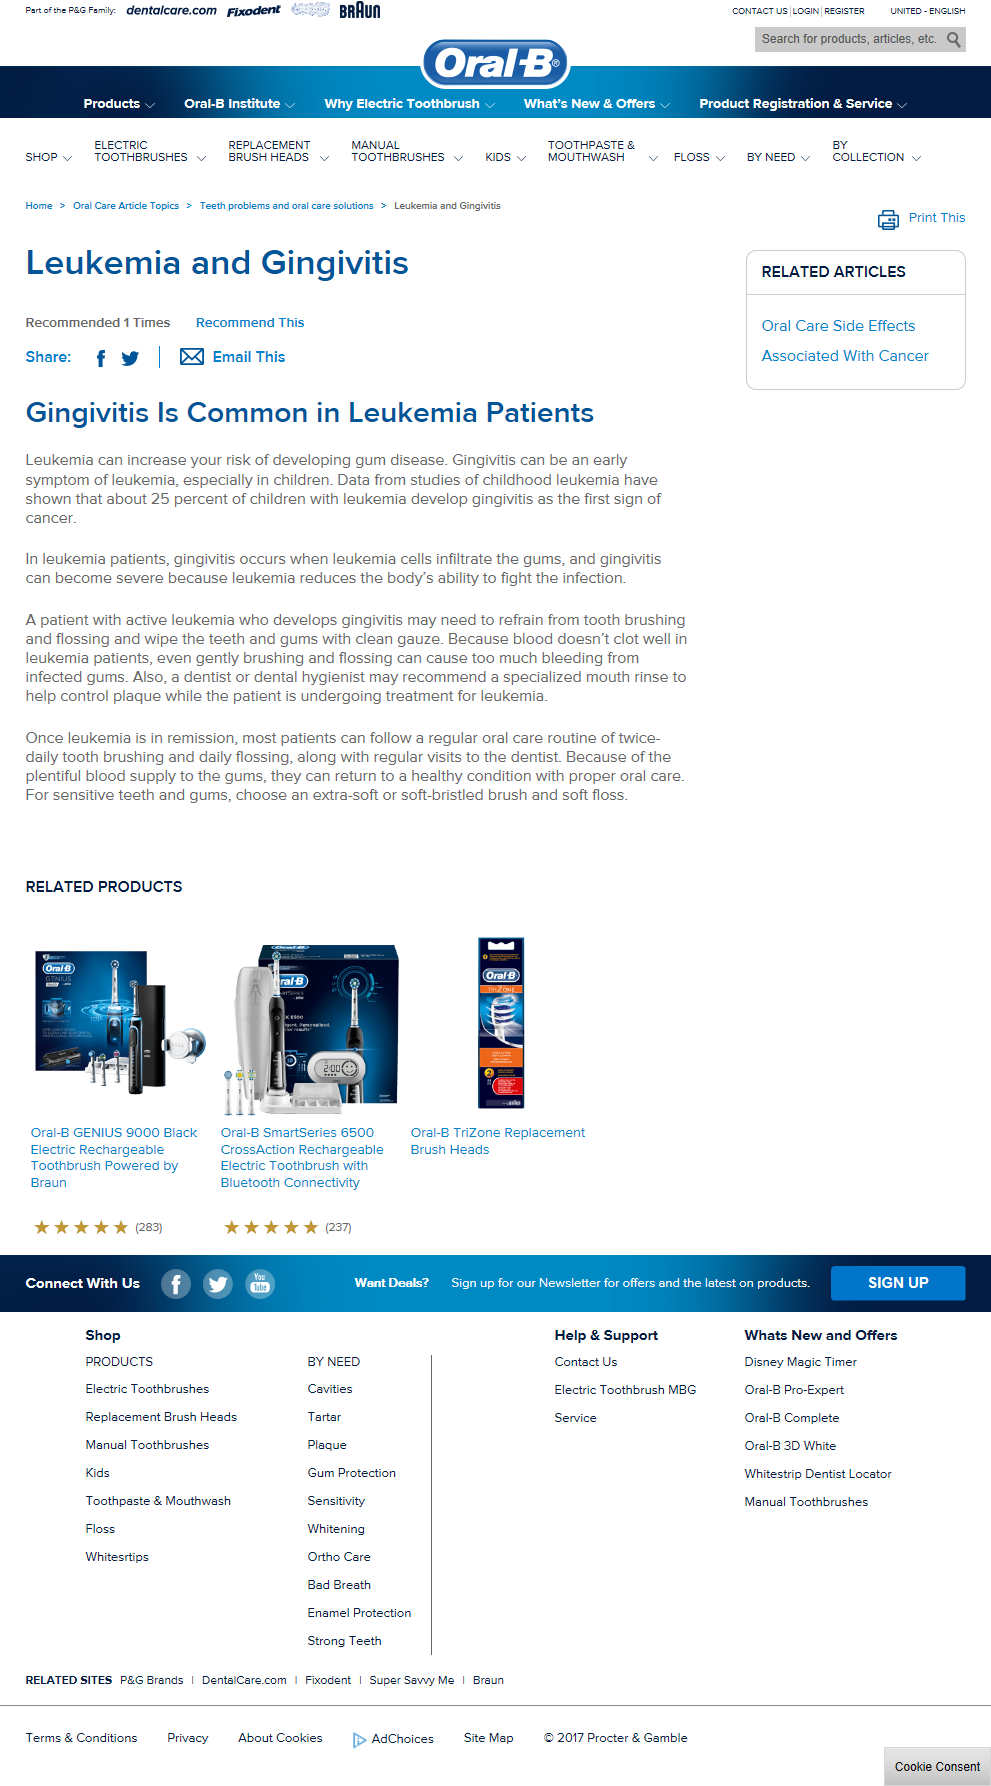 Part of the P&G Family: dentalcare.com Fixodent BRAUN
CONTACT US | LOGIN | REGISTER UNITED - ENGLISH
Search for products, articles, etc.
Oral-B®
Products Oral-B Institute Why Electric Toothbrush What's New & Offers Product Registration & Service
SHOP ELECTRIC TOOTHBRUSHES REPLACEMENT BRUSH HEADS MANUAL TOOTHBRUSHES KIDS TOOTHPASTE & MOUTHWASH FLOSS BY NEED BY COLLECTION
Home > Oral Care Article Topics > Teeth problems and oral care solutions > Leukemia and Gingivitis
Print This
Leukemia and Gingivitis
RELATED ARTICLES
Oral Care Side Effects
Associated With Cancer
Recommended 1 Times Recommend This
Share: Email This
Gingivitis Is Common in Leukemia Patients
Leukemia can increase your risk of developing gum disease. Gingivitis can be an early
symptom of leukemia, especially in children. Data from studies of childhood leukemia have
shown that about 25 percent of children with leukemia develop gingivitis as the first sign of
cancer.
In leukemia patients, gingivitis occurs when leukemia cells infiltrate the gums, and gingivitis
can become severe because leukemia reduces the body's ability to fight the infection.
A patient with active leukemia who develops gingivitis may need to refrain from tooth brushing
and flossing and wipe the teeth and gums with clean gauze. Because blood doesn't clot well in
leukemia patients, even gently brushing and flossing can cause too much bleeding from
infected gums. Also, a dentist or dental hygienist may recommend a specialized mouth rinse to
help control plaque while the patient is undergoing treatment for leukemia.
Once leukemia is in remission, most patients can follow a regular oral care routine of twice-
daily tooth brushing and daily flossing, along with regular visits to the dentist. Because of the
plentiful blood supply to the gums, they can return to a healthy condition with proper oral care.
For sensitive teeth and gums, choose an extra-soft or soft-bristled brush and soft floss.
RELATED PRODUCTS
Oral-B
GENIUS
2:00
Oral-B
TRIZONE
2
Oral-B GENIUS 9000 Black
Electric Rechargeable
Toothbrush Powered by
Braun
(283)
Oral-B SmartSeries 6500
CrossAction Rechargeable
Electric Toothbrush with
Bluetooth Connectivity
(237)
Oral-B TriZone Replacement
Brush Heads
Connect With Us You Tube Want Deals? Sign up for our Newsletter for offers and the latest on products. SIGN UP
Shop
PRODUCTS
Electric Toothbrushes
Replacement Brush Heads
Manual Toothbrushes
Kids
Toothpaste & Mouthwash
Floss
Whitesrtips
BY NEED
Cavities
Tartar
Plaque
Gum Protection
Sensitivity
Whitening
Ortho Care
Bad Breath
Enamel Protection
Strong Teeth
Help & Support
Contact Us
Electric Toothbrush MBG
Service
Whats New and Offers
Disney Magic Timer
Oral-B Pro-Expert
Oral-B Complete
Oral-B 3D White
Whitestrip Dentist Locator
Manual Toothbrushes
RELATED SITES P&G Brands | DentalCare.com | Fixodent | Super Savvy Me | Braun
Terms & Conditions Privacy About Cookies AdChoices Site Map © 2017 Procter & Gamble
Cookie Consent